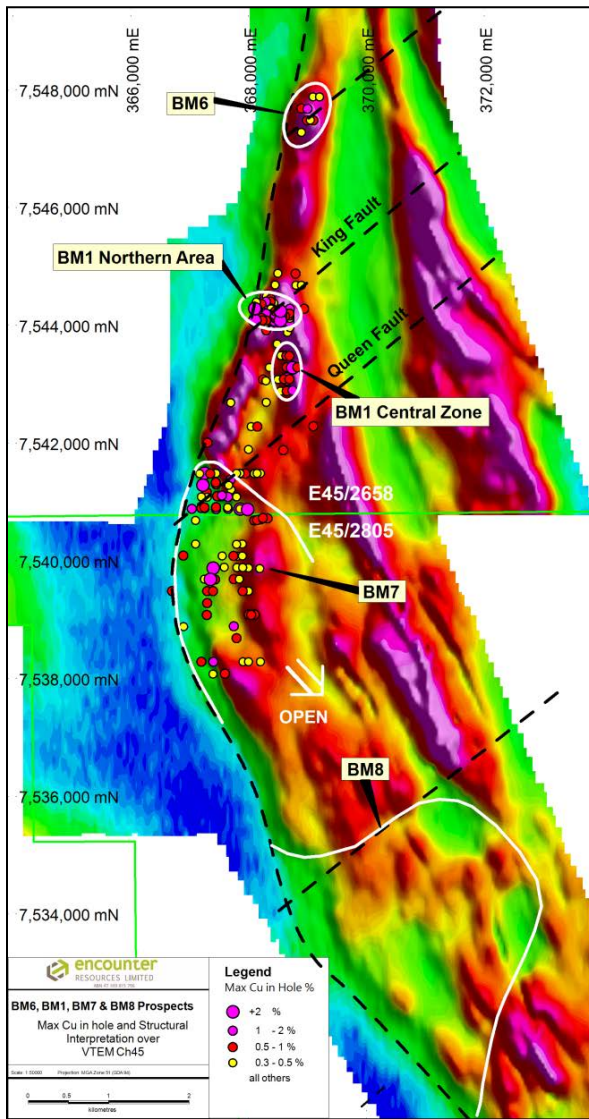 366,000 mE
368,000 mE
370,000 mE
372,000 mE
7,548,000 mN
BM6
7,546,000 mN
King Fault
BM1 Northern Area
7,544,000 mN
Queen Fault
BM1 Central Zone
7,542,000 mN
E45/2658
E45/2805
7,540,000 mN
BM7
7,538,000 mN
OPEN
BM8
7,536,000 mN
7,534,000 mN
encounter
RESOURCES LIMITED
BM6, BM1, BM7 & BM8 Prospects
Max Cu in hole and Structural
Interpretation over
VTEM Ch45
Projection: MGA Zone 51 (GDA94)
0 0.5 1 2
kilometres
Legend
Max Cu in Hole %
+2 %
1 - 2 %
0.5 - 1 %
0.3 - 0.5 %
all others